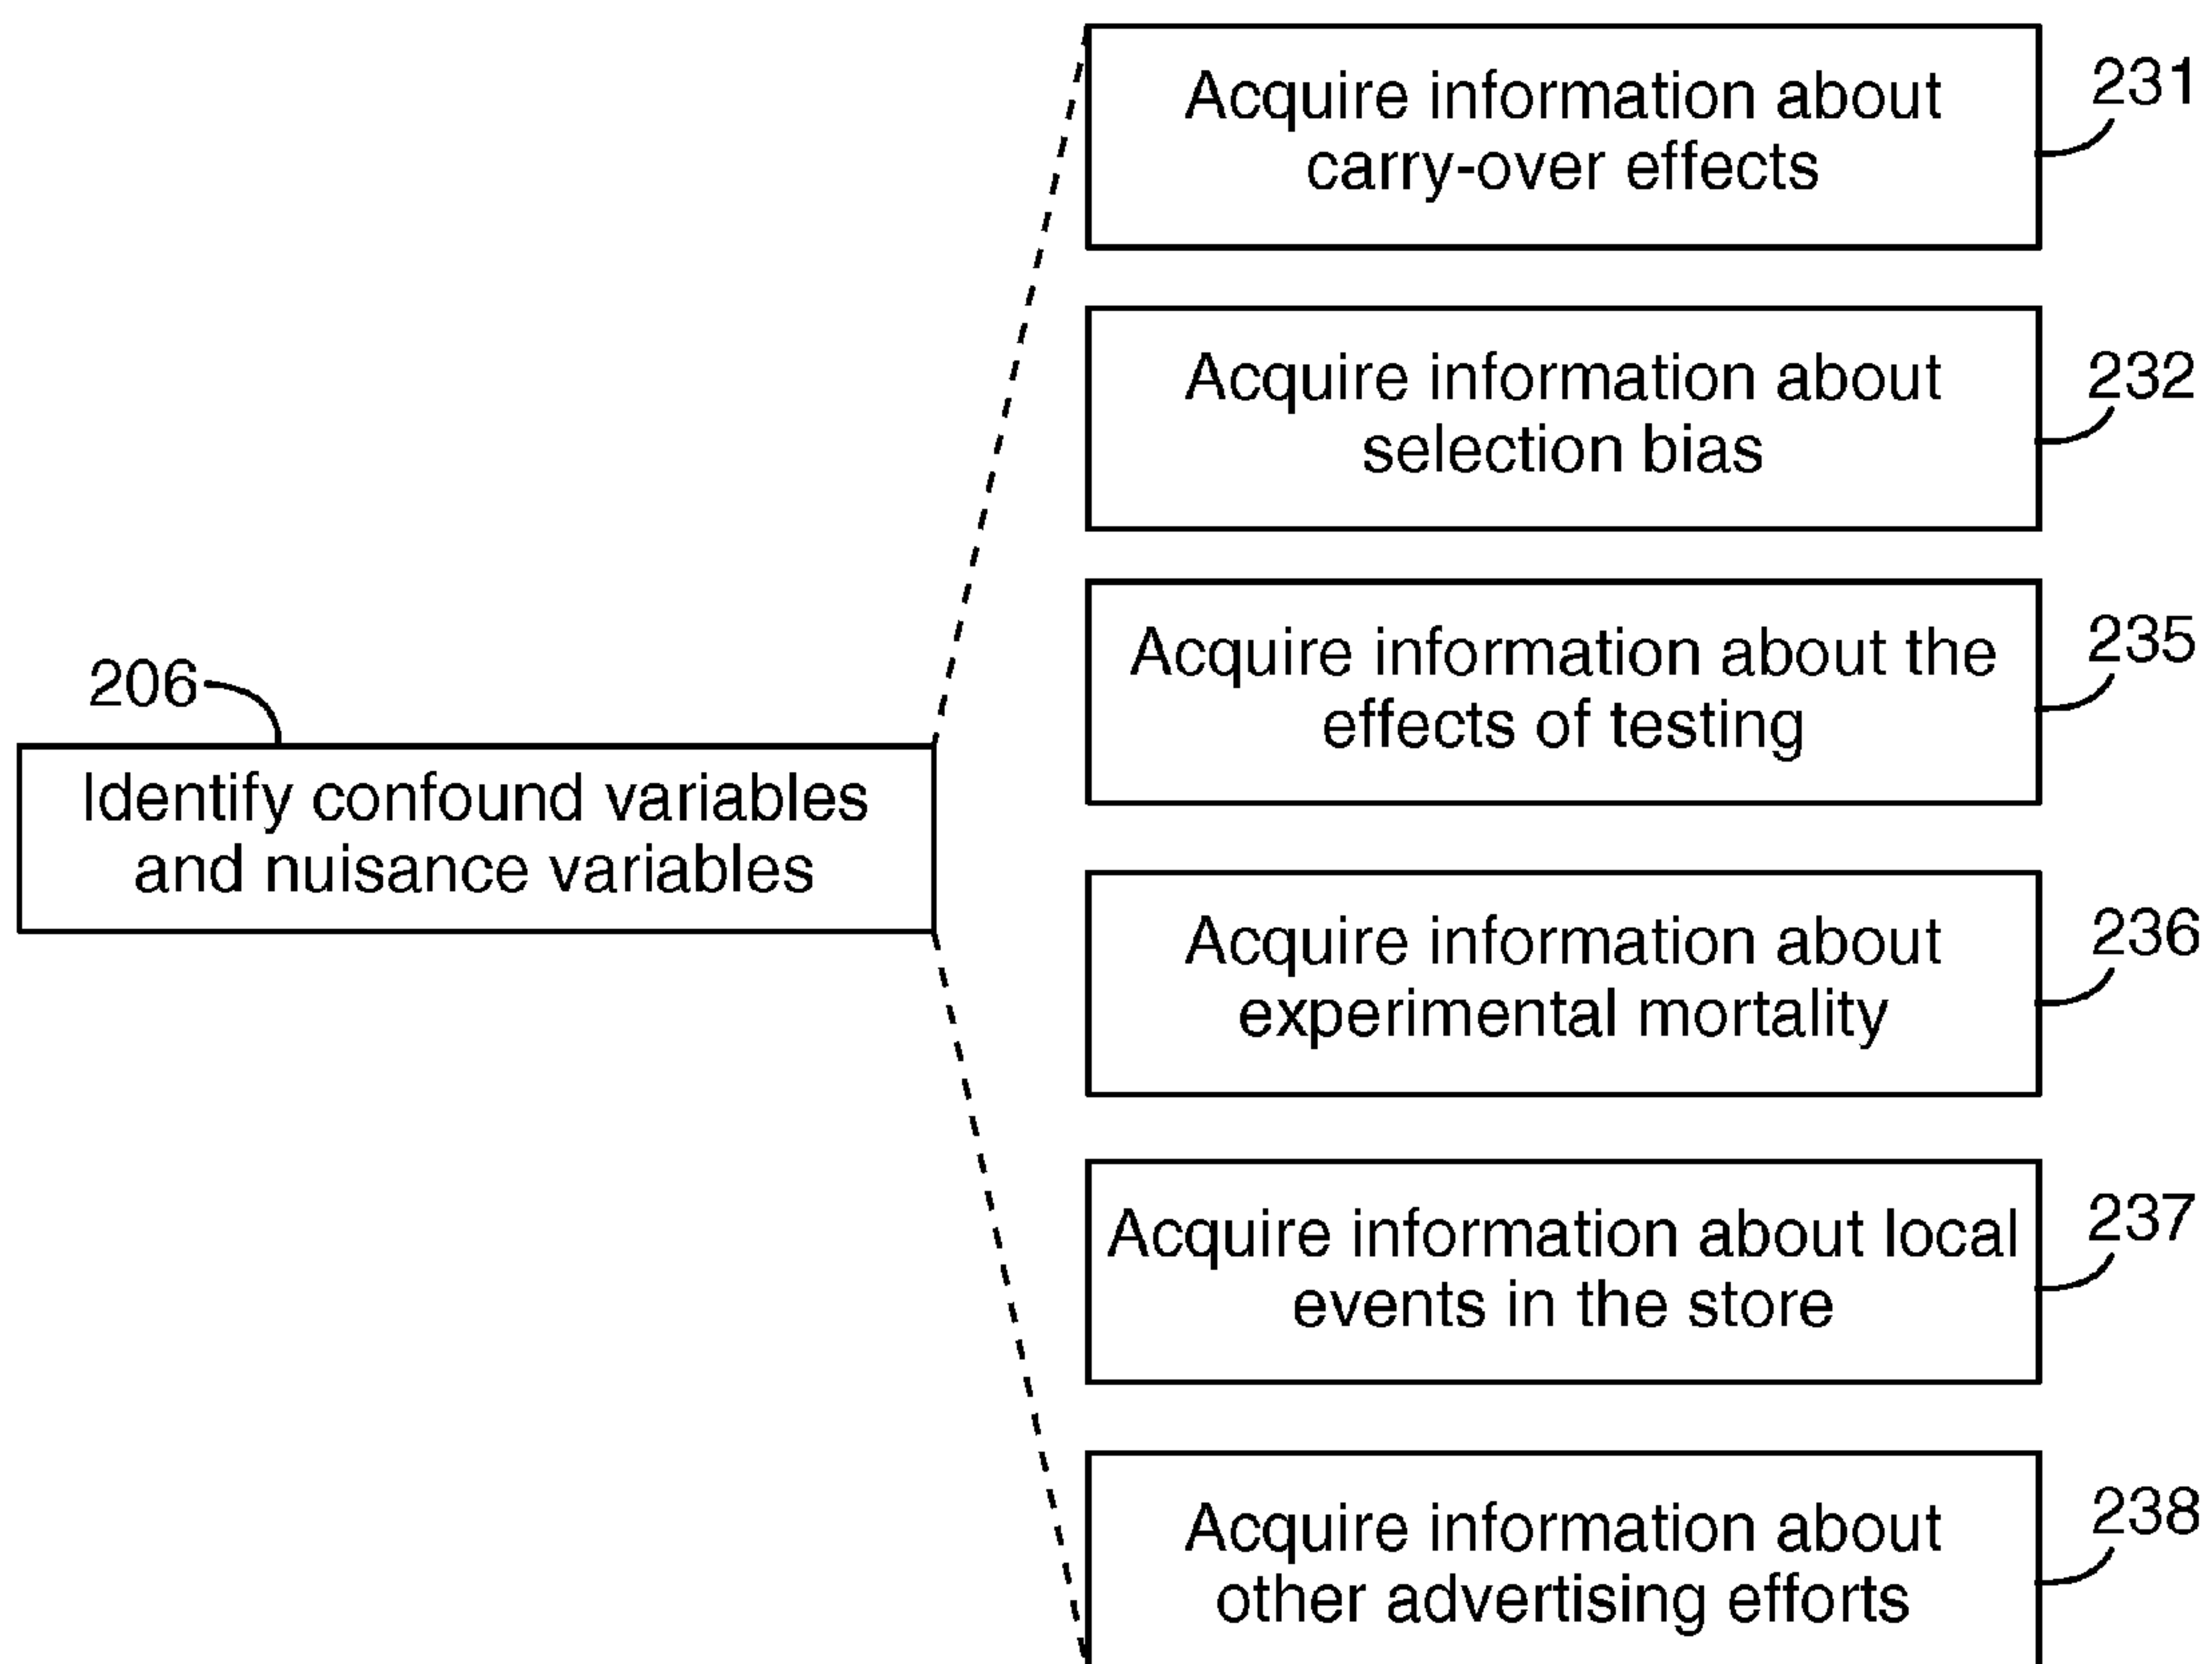 206
Identify confound variables
and nuisance variables
Acquire information about
carry-over effects
231
Acquire information about
selection bias
232
Acquire information about the
effects of testing
235
Acquire information about
experimental mortality
236
Acquire information about local
events in the store
237
Acquire information about
other advertising efforts
238